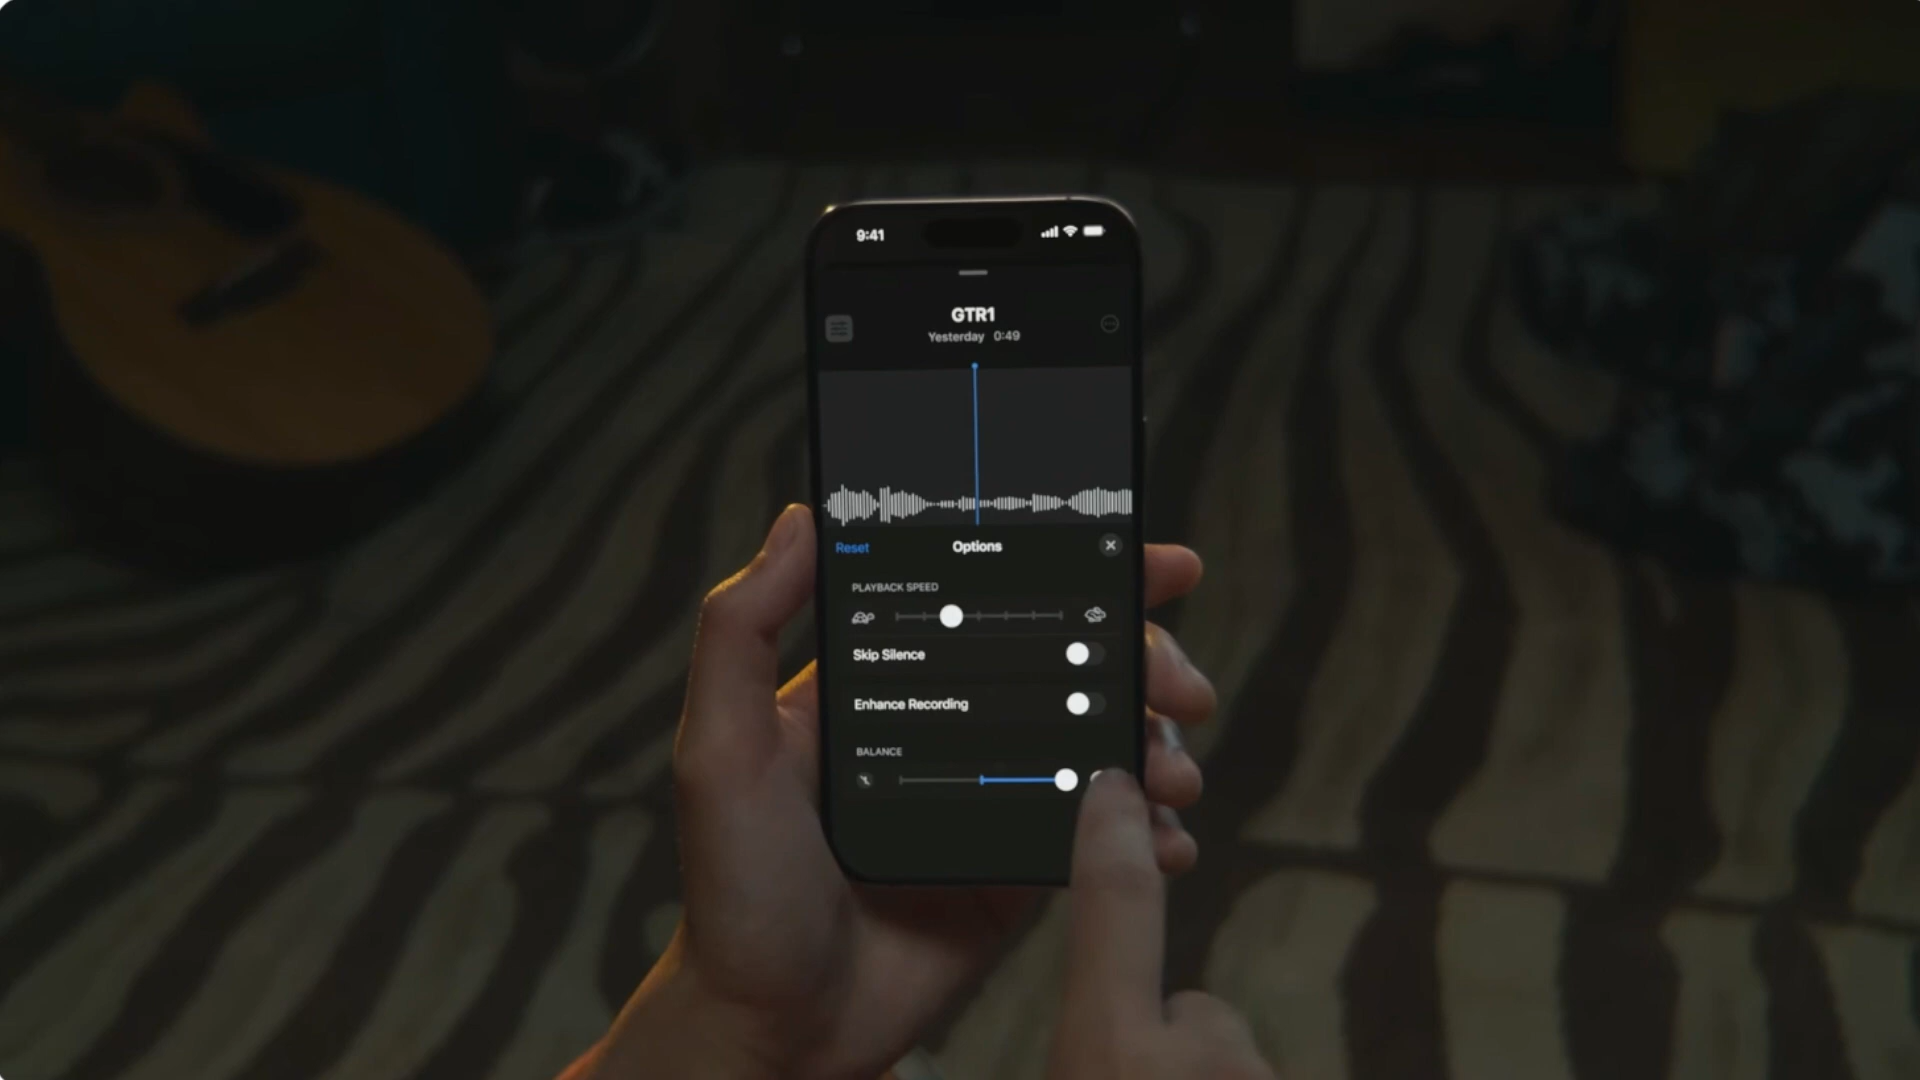 9:41
GTR1
Yesterday 0:49
Reset Options
PLAYBACK SPEED
Skip Silence
Enhance Recording
BALANCE